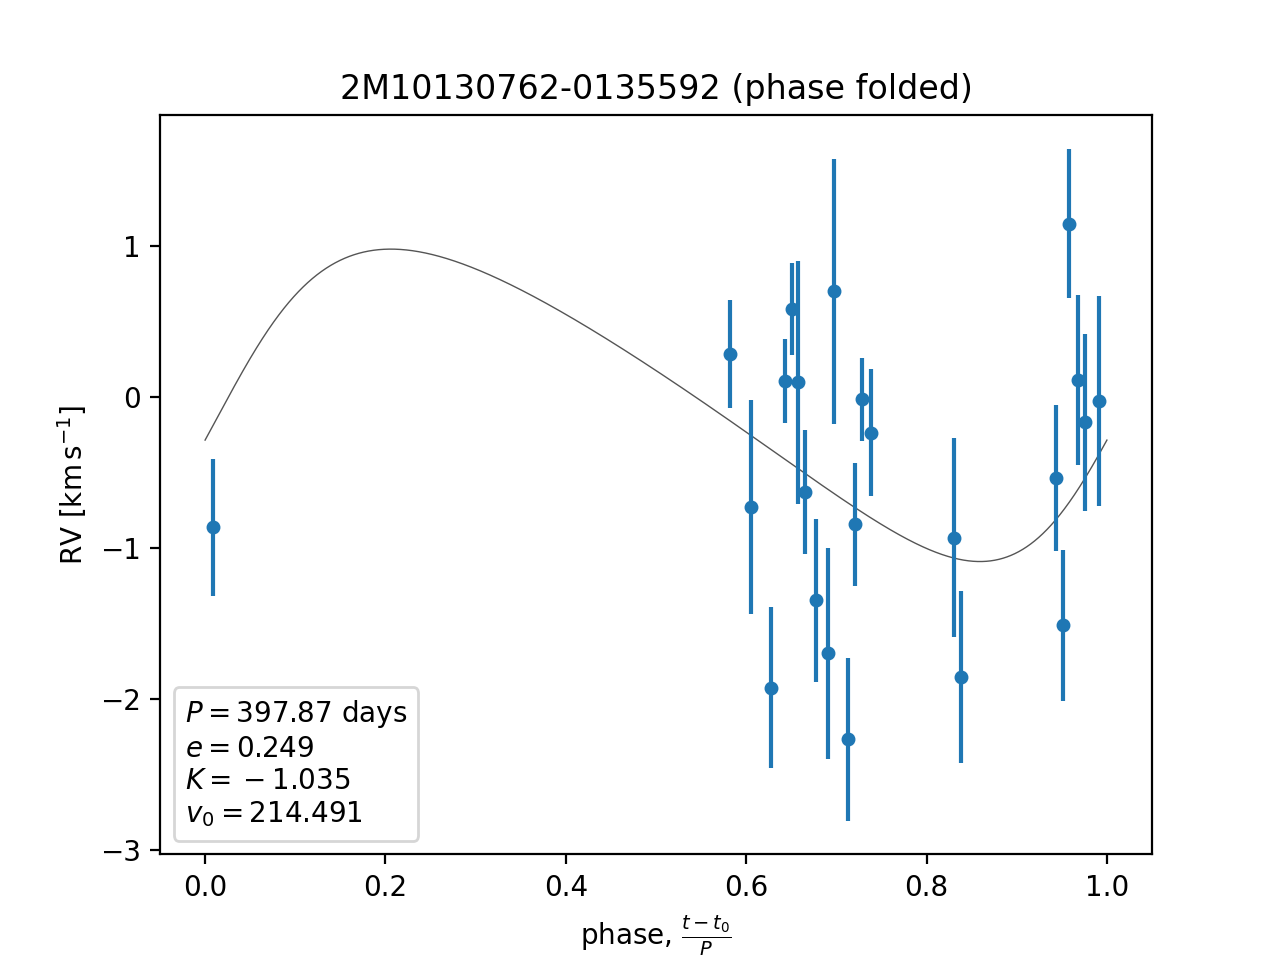 2M10130762-0135592 (phase folded)
RV [km s⁻¹]
1
0
−1
−2
−3
P = 397.87 days
e = 0.249
K = −1.035
v₀ = 214.491
0.0 0.2 0.4 0.6 0.8 1.0
phase, (t − t₀)/P